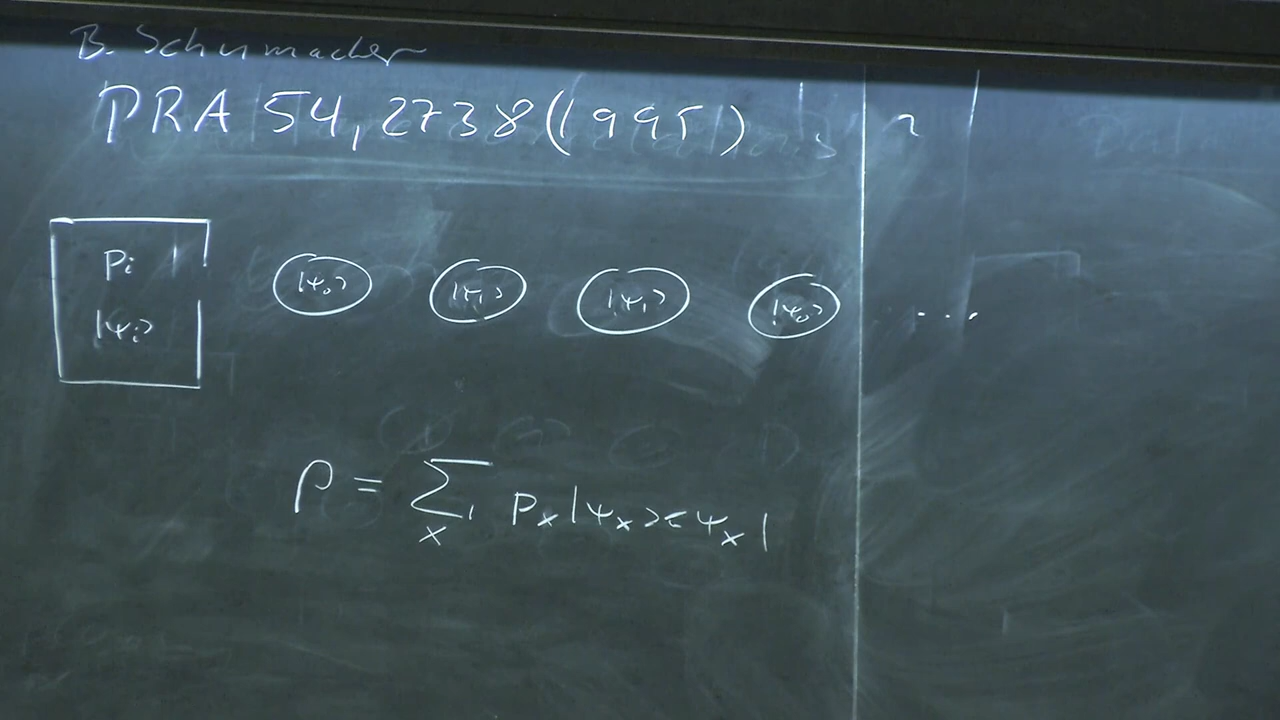 B. Schumacher
PRA 54, 2738 (1995)
Pi
|ψi>
|ψ0> |ψ1> |ψ1> |ψ0> ...
ρ = Σx Px |ψx><ψx|